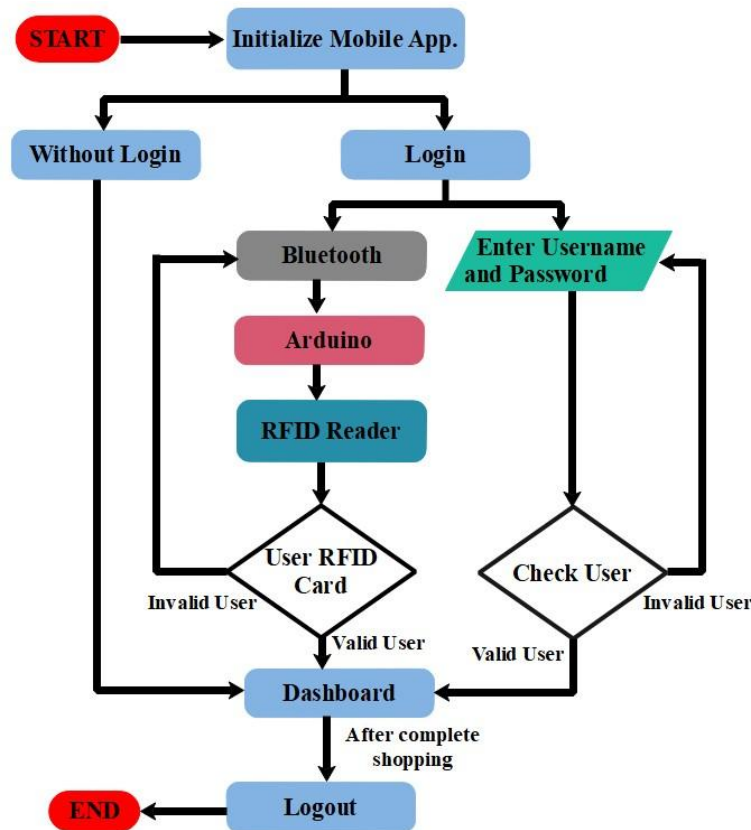 START
Initialize Mobile App.
Without Login
Login
Bluetooth
Enter Username
and Password
Arduino
RFID Reader
User RFID
Card
Check User
Invalid User
Invalid User
Valid User
Valid User
Dashboard
After complete
shopping
Logout
END